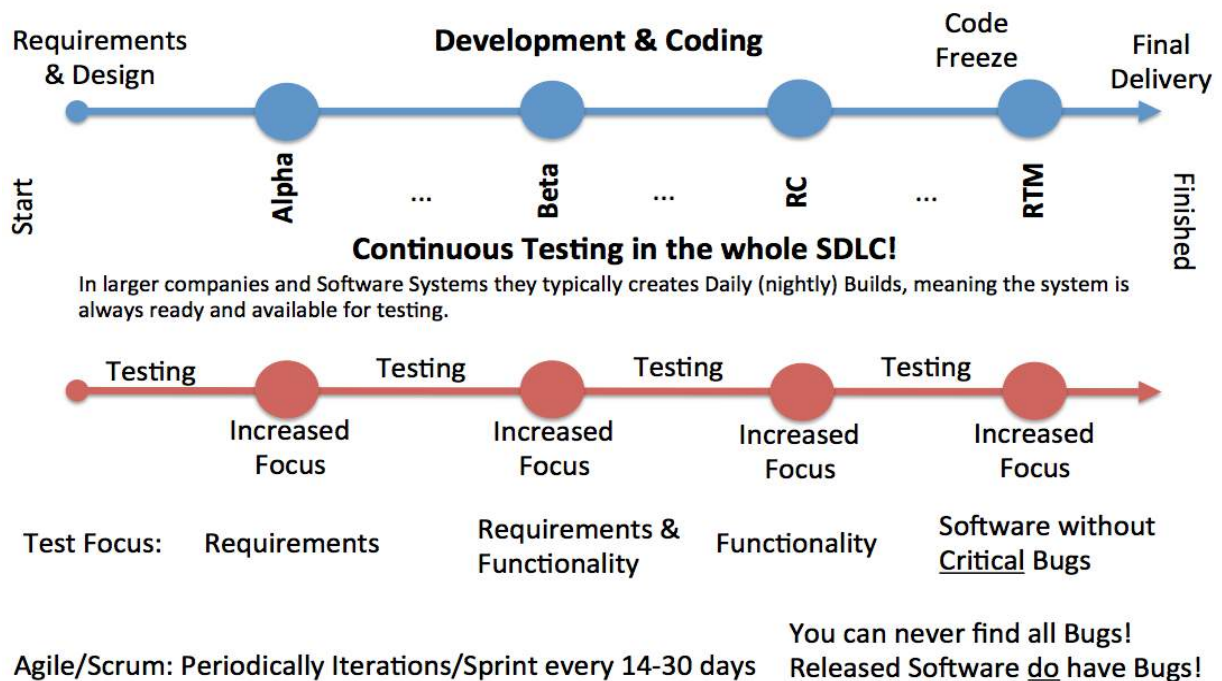 Requirements
& Design
Development & Coding
Code
Freeze
Final
Delivery
Start
Alpha
...
Beta
...
RC
...
RTM
Finished
Continuous Testing in the whole SDLC!
In larger companies and Software Systems they typically creates Daily (nightly) Builds, meaning the system is
always ready and available for testing.
Testing
Testing
Testing
Testing
Increased
Focus
Increased
Focus
Increased
Focus
Increased
Focus
Test Focus:
Requirements
Requirements &
Functionality
Functionality
Software without
Critical Bugs
Agile/Scrum: Periodically Iterations/Sprint every 14-30 days
You can never find all Bugs!
Released Software do have Bugs!